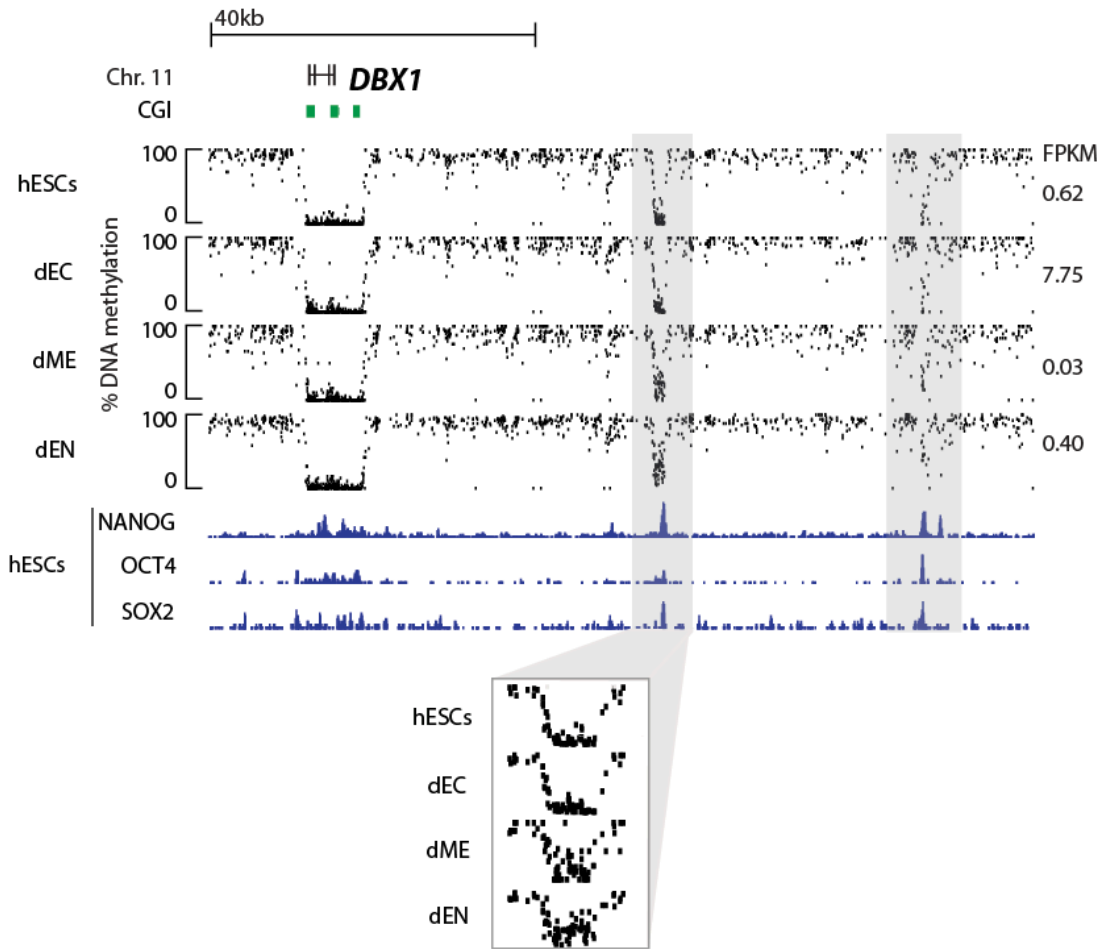 40kb
Chr. 11 DBX1
CGI
% DNA methylation
FPKM
hESCs 100 0 0.62
dEC 100 0 7.75
dME 100 0 0.03
dEN 100 0 0.40
hESCs
NANOG
OCT4
SOX2
hESCs
dEC
dME
dEN